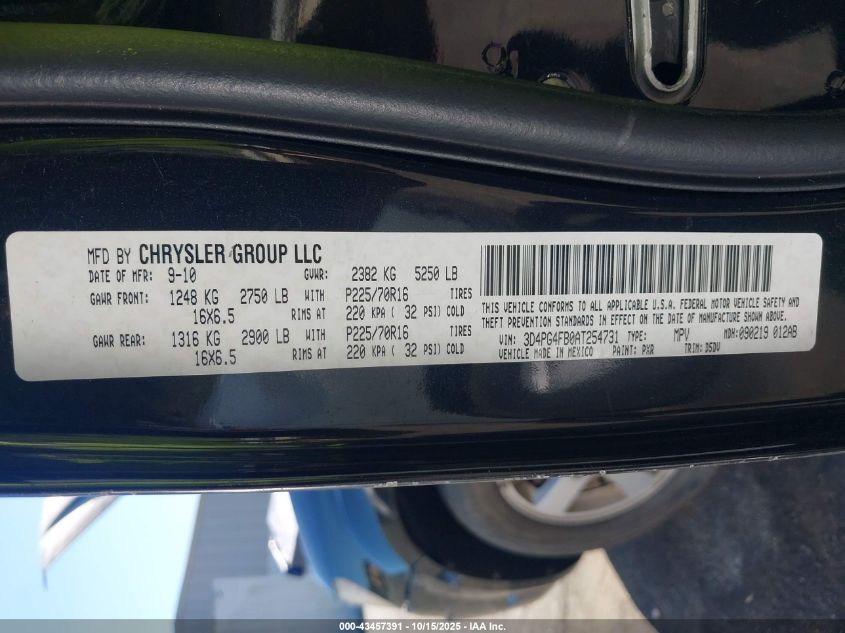 MFD BY CHRYSLER GROUP LLC
DATE OF MFR: 9-10 GVWR: 2382 KG 5250 LB
GAWR FRONT: 1248 KG 2750 LB WITH P225/70R16 TIRES
16X6.5 RIMS AT 220 KPA ( 32 PSI) COLD
GAWR REAR: 1316 KG 2900 LB WITH P225/70R16 TIRES
16X6.5 RIMS AT 220 KPA ( 32 PSI) COLD
THIS VEHICLE CONFORMS TO ALL APPLICABLE U.S.A. FEDERAL MOTOR VEHICLE SAFETY AND
THEFT PREVENTION STANDARDS IN EFFECT ON THE DATE OF MANUFACTURE SHOWN ABOVE.
VIN: 3D4PG4FB0AT254731 TYPE: MPV MDH: 090219 012AB
VEHICLE MADE IN MEXICO PAINT: PXR TRIM: D5DV
000-43457391 - 10/15/2025 - IAA Inc.